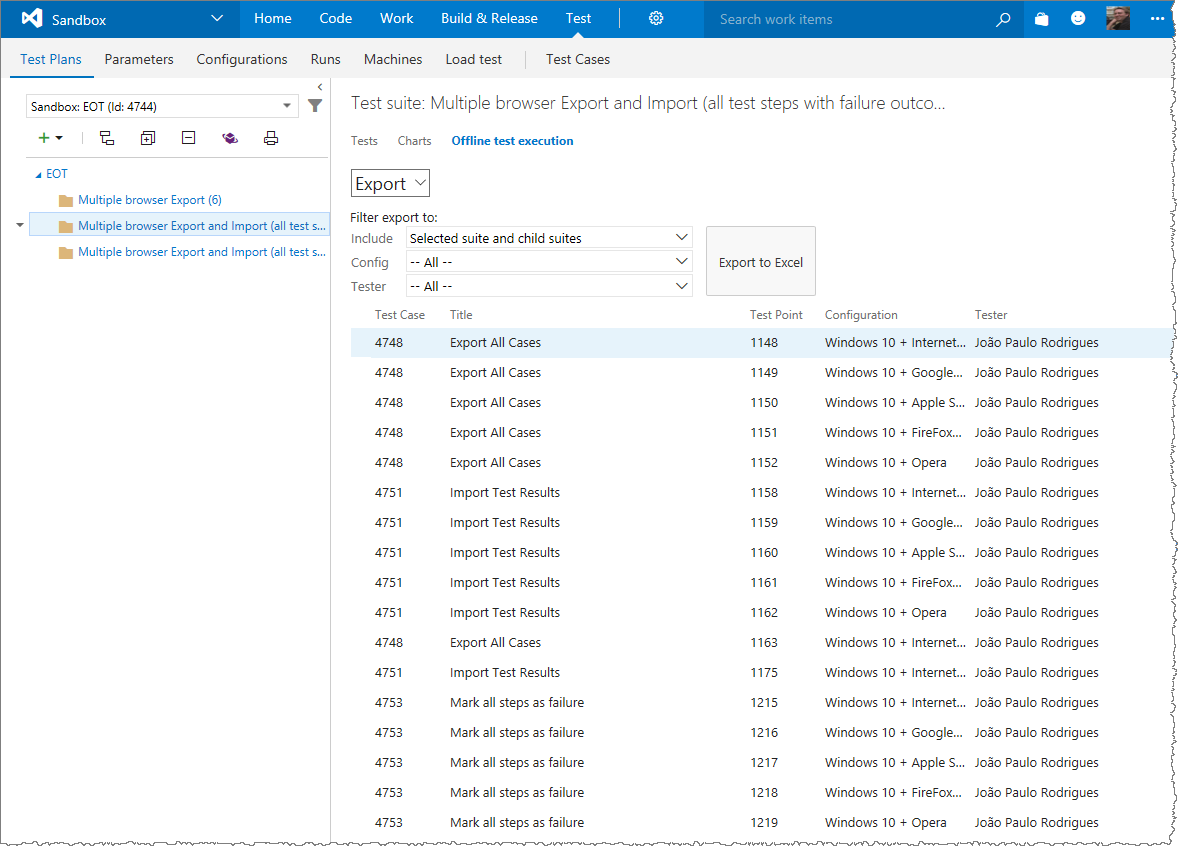 Sandbox Home Code Work Build & Release Test Search work items
Test Plans Parameters Configurations Runs Machines Load test Test Cases
Sandbox: EOT (Id: 4744)
EOT
Multiple browser Export (6)
Multiple browser Export and Import (all test s...
Multiple browser Export and Import (all test s...
Test suite: Multiple browser Export and Import (all test steps with failure outco...
Tests Charts Offline test execution
Export
Filter export to:
Include Selected suite and child suites
Config -- All --
Tester -- All --
Export to Excel
Test Case Title Test Point Configuration Tester
4748 Export All Cases 1148 Windows 10 + Internet... João Paulo Rodrigues
4748 Export All Cases 1149 Windows 10 + Google... João Paulo Rodrigues
4748 Export All Cases 1150 Windows 10 + Apple S... João Paulo Rodrigues
4748 Export All Cases 1151 Windows 10 + FireFox... João Paulo Rodrigues
4748 Export All Cases 1152 Windows 10 + Opera João Paulo Rodrigues
4751 Import Test Results 1158 Windows 10 + Internet... João Paulo Rodrigues
4751 Import Test Results 1159 Windows 10 + Google... João Paulo Rodrigues
4751 Import Test Results 1160 Windows 10 + Apple S... João Paulo Rodrigues
4751 Import Test Results 1161 Windows 10 + FireFox... João Paulo Rodrigues
4751 Import Test Results 1162 Windows 10 + Opera João Paulo Rodrigues
4748 Export All Cases 1163 Windows 10 + Internet... João Paulo Rodrigues
4751 Import Test Results 1175 Windows 10 + Internet... João Paulo Rodrigues
4753 Mark all steps as failure 1215 Windows 10 + Internet... João Paulo Rodrigues
4753 Mark all steps as failure 1216 Windows 10 + Google... João Paulo Rodrigues
4753 Mark all steps as failure 1217 Windows 10 + Apple S... João Paulo Rodrigues
4753 Mark all steps as failure 1218 Windows 10 + FireFox... João Paulo Rodrigues
4753 Mark all steps as failure 1219 Windows 10 + Opera João Paulo Rodrigues